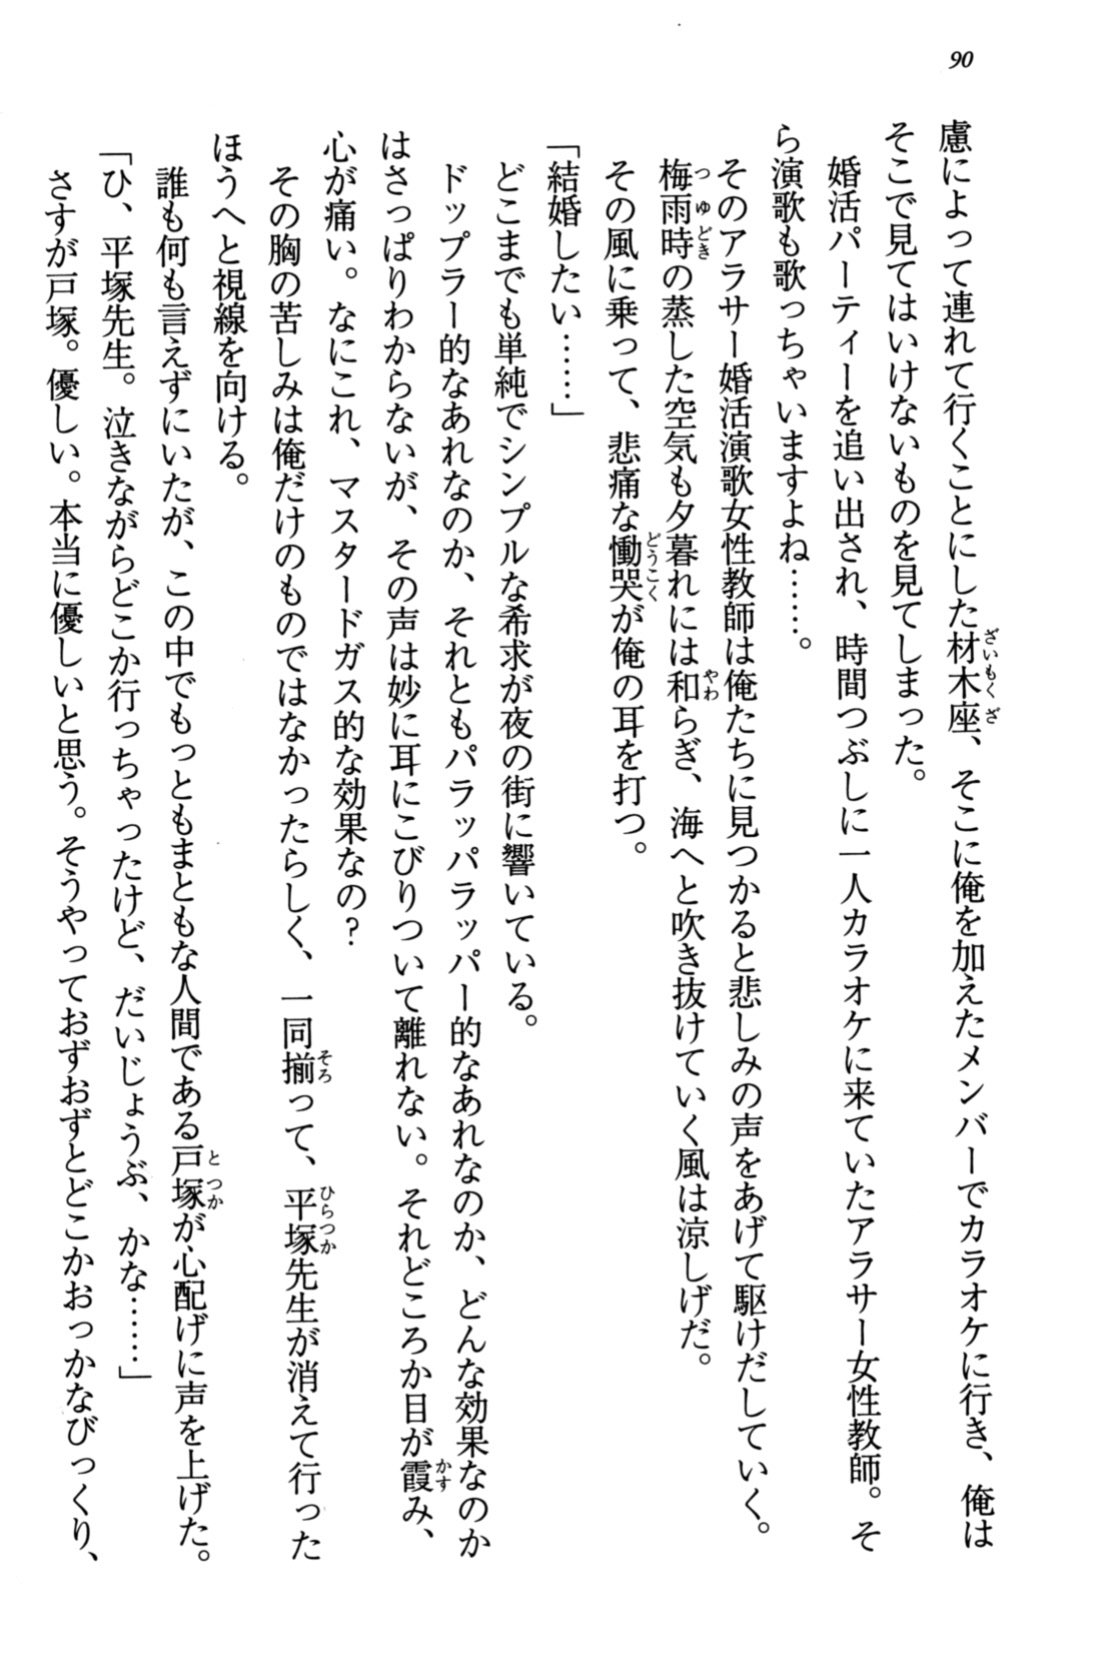 90
慮によって連れて行くことにした材木座、そこに俺を加えたメンバーでカラオケに行き、俺は
そこで見てはいけないものを見てしまった。
婚活パーティーを追い出され、時間つぶしに一人カラオケに来ていたアラサー女性教師。そ
ら演歌も歌っちゃいますよね……。
そのアラサー婚活演歌女性教師は俺たちに見つかると悲しみの声をあげて駆けだしていく。
梅雨時の蒸した空気も夕暮れには和らぎ、海へと吹き抜けていく風は涼しげだ。
その風に乗って、悲痛な慟哭が俺の耳を打つ。
「結婚したい……」
どこまでも単純でシンプルな希求が夜の街に響いている。
ドップラー的なあれなのか、それともパラッパラッパー的なあれなのか、どんな効果なのか
はさっぱりわからないが、その声は妙に耳にこびりついて離れない。それどころか目が霞み、
心が痛い。なにこれ、マスタードガス的な効果なの?
その胸の苦しみは俺だけのものではなかったらしく、一同揃って、平塚先生が消えて行った
ほうへと視線を向ける。
誰も何も言えずにいたが、この中でもっともまともな人間である戸塚が心配げに声を上げた。
「ひ、平塚先生。泣きながらどこか行っちゃったけど、だいじょうぶ、かな……」
さすが戸塚。優しい。本当に優しいと思う。そうやっておずおずとどこかおっかなびっくり、